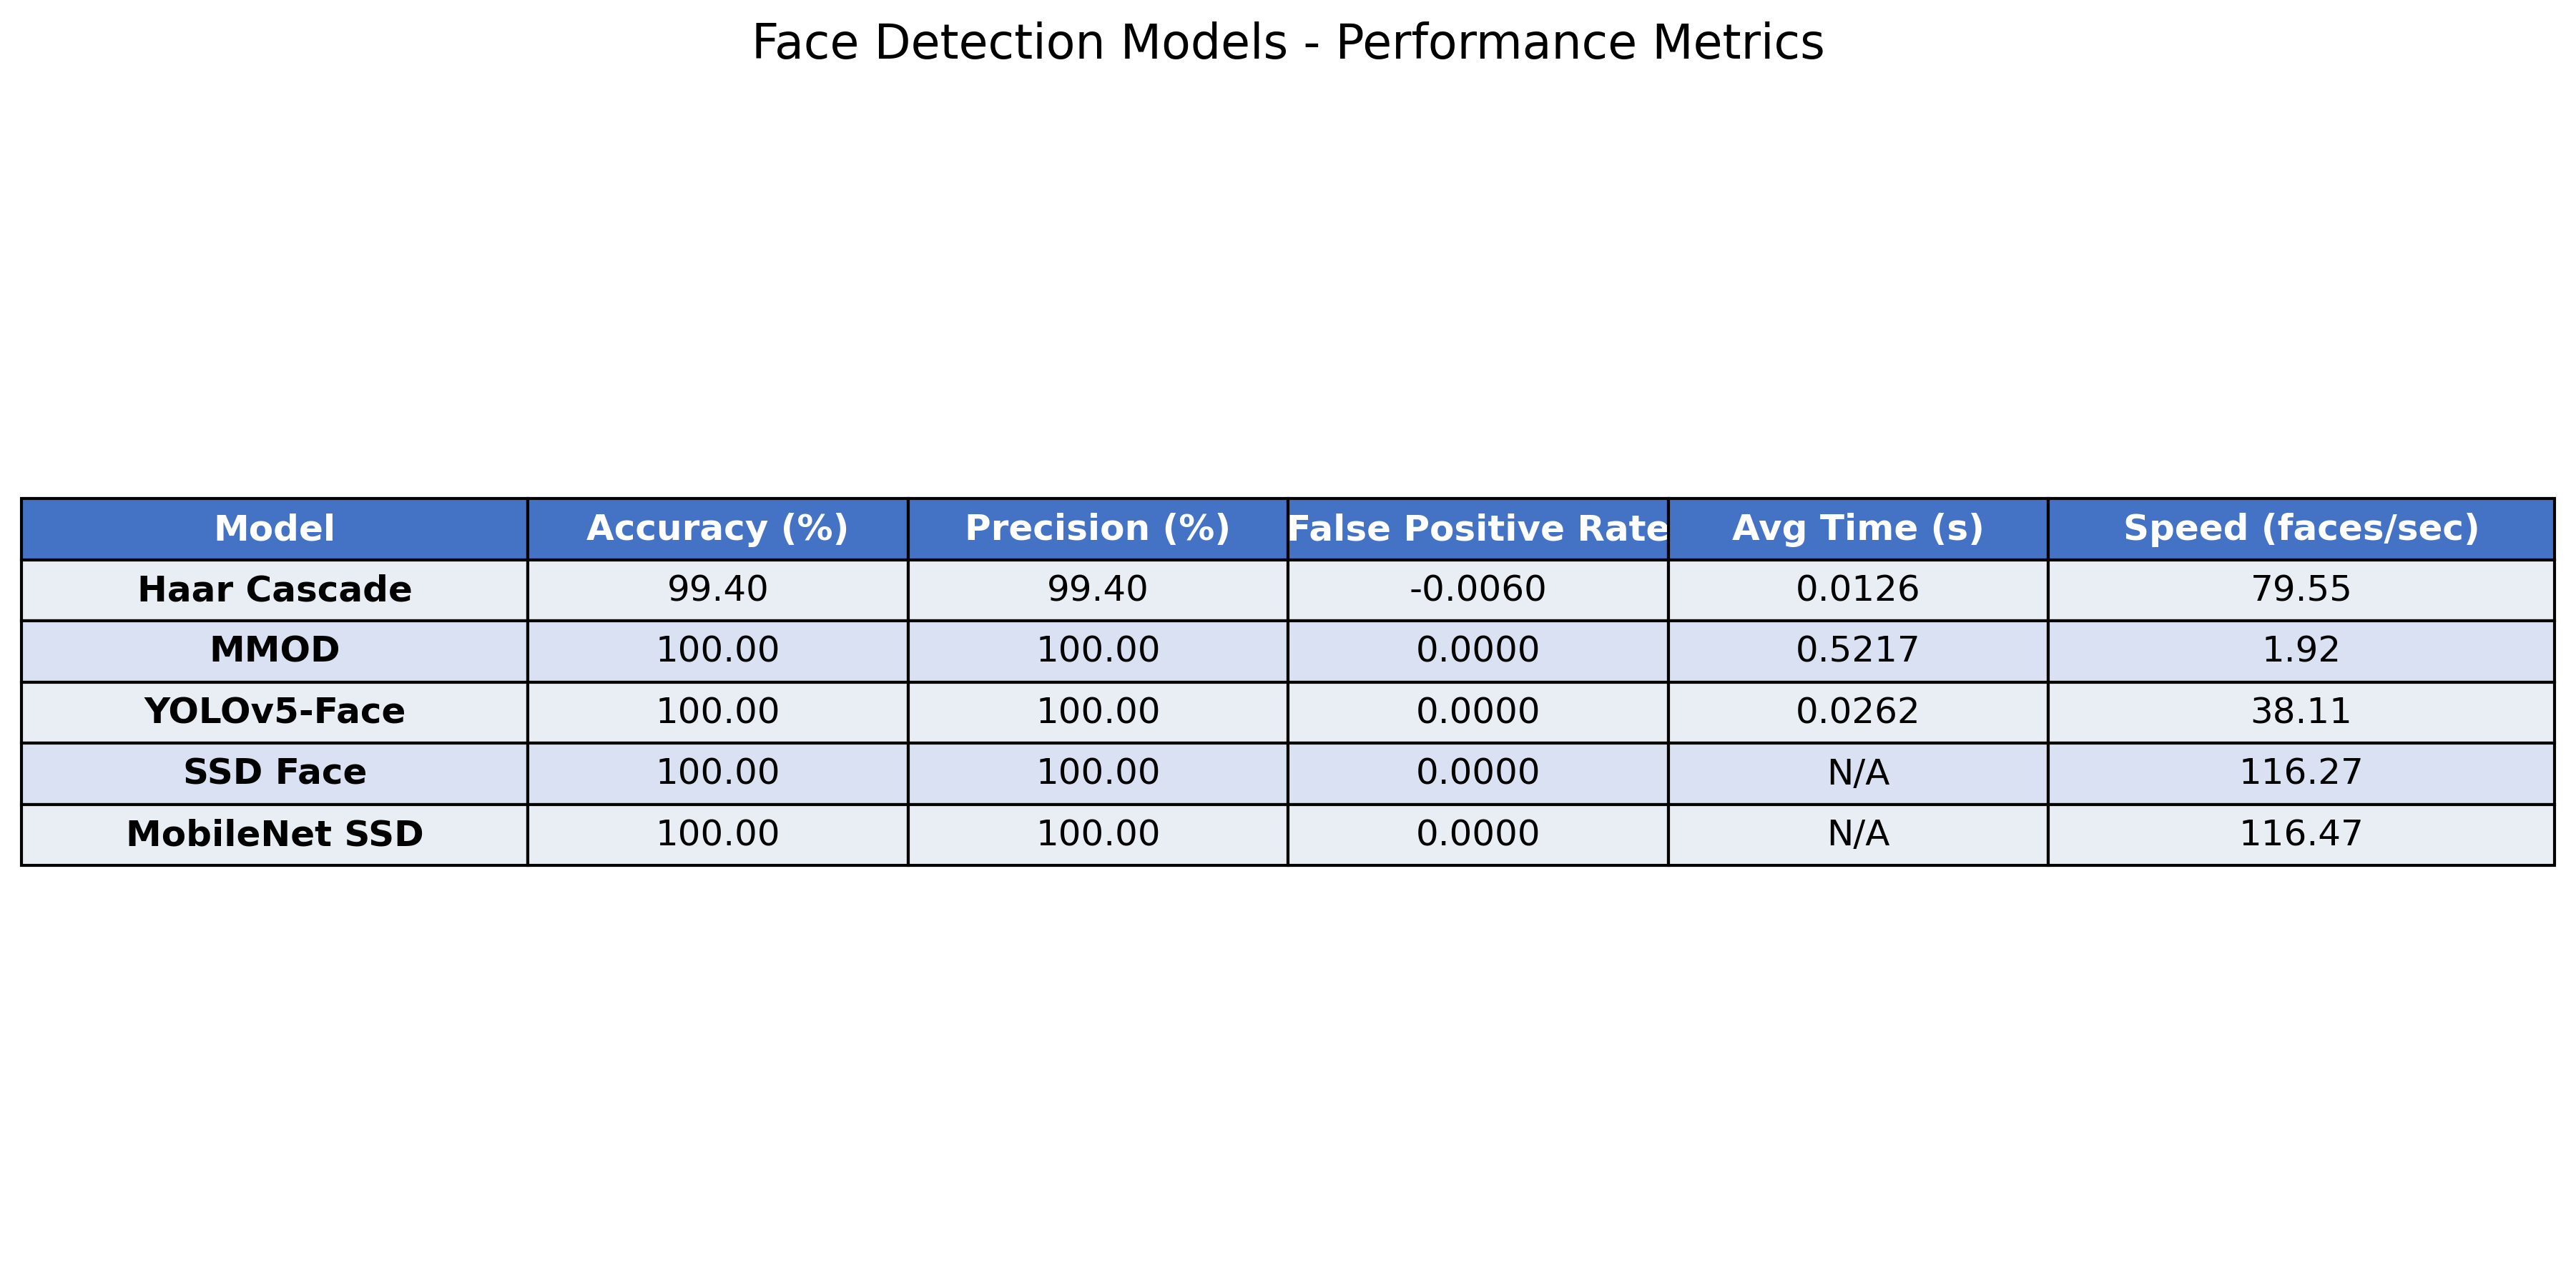 Face Detection Models - Performance Metrics
Model Accuracy (%) Precision (%) False Positive Rate Avg Time (s) Speed (faces/sec)
Haar Cascade 99.40 99.40 -0.0060 0.0126 79.55
MMOD 100.00 100.00 0.0000 0.5217 1.92
YOLOv5-Face 100.00 100.00 0.0000 0.0262 38.11
SSD Face 100.00 100.00 0.0000 N/A 116.27
MobileNet SSD 100.00 100.00 0.0000 N/A 116.47